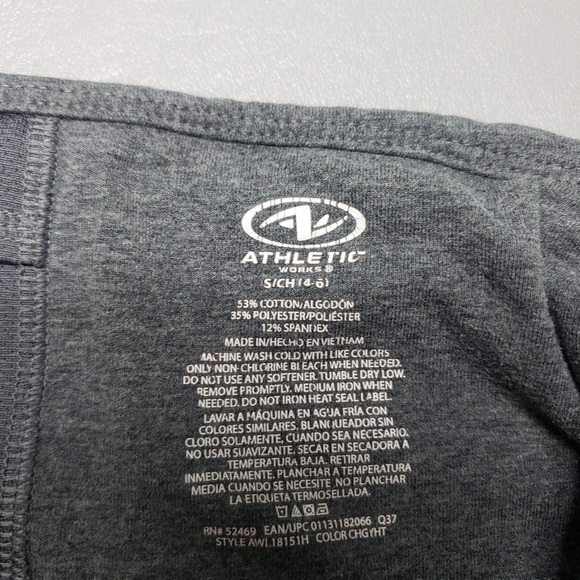 ATHLETIC
WORKS®
S/CH (4-6)
53% COTTON/ALGODÓN
35% POLYESTER/POLIÉSTER
12% SPANDEX
MADE IN/HECHO EN VIETNAM
MACHINE WASH COLD WITH LIKE COLORS
ONLY NON-CHLORINE BLEACH WHEN NEEDED.
DO NOT USE ANY SOFTENER. TUMBLE DRY LOW.
REMOVE PROMPTLY. MEDIUM IRON WHEN
NEEDED. DO NOT IRON HEAT SEAL LABEL.
LAVAR A MÁQUINA EN AGUA FRÍA CON
COLORES SIMILARES. BLANQUEADOR SIN
CLORO SOLAMENTE, CUANDO SEA NECESARIO.
NO USAR SUAVIZANTE. SECAR EN SECADORA A
TEMPERATURA BAJA. RETIRAR
INMEDIATAMENTE. PLANCHAR A TEMPERATURA
MEDIA CUANDO SE NECESITE. NO PLANCHAR
LA ETIQUETA TERMOSELLADA.
RN# 52469 EAN/UPC 01131182066 Q37
STYLE AWL18151H COLOR CHGYHT